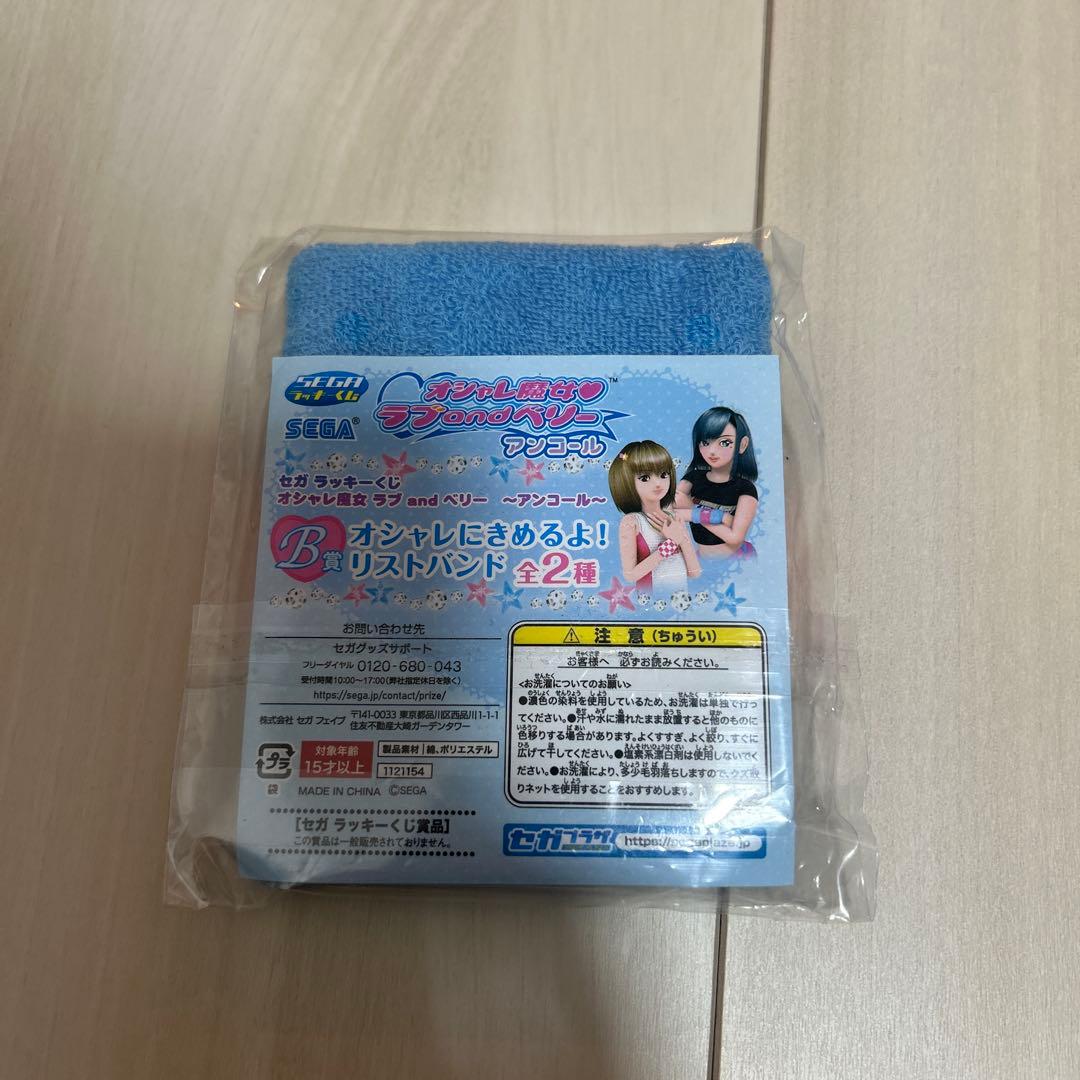 SEGA
ラッキーくじ
SEGA®
オシャレ魔女♥™
ラブandベリー
アンコール
セガ ラッキーくじ
オシャレ魔女 ラブ and ベリー ～アンコール～
B賞
オシャレにきめるよ!
リストバンド 全2種
お問い合わせ先
セガグッズサポート
フリーダイヤル 0120-680-043
受付時間10:00～17:00(弊社指定休日を除く)
https://sega.jp/contact/prize/
株式会社 セガ フェイブ 〒141-0033 東京都品川区西品川1-1-1
住友不動産大崎ガーデンタワー
プラ
袋
対象年齢
15才以上
製品素材 綿、ポリエステル
1121154
MADE IN CHINA ©SEGA
[セガ ラッキーくじ賞品]
この賞品は一般販売されておりません。
⚠ 注意(ちゅうい)
お客様へ 必ずお読みください。
<お洗濯についてのお願い>
●濃色の染料を使用しているため、お洗濯は単独で行っ
てください。●汗や水に濡れたまま放置すると他のものに
色移りする場合があります。よくすすぎ、よく絞り、すぐに
広げて干してください。●塩素系漂白剤は使用しないでく
ださい。●お洗濯により、多少毛羽落ちしますので、クズ取
りネットを使用することをおすすめします。
セガプラザ
https://segaplaza.jp